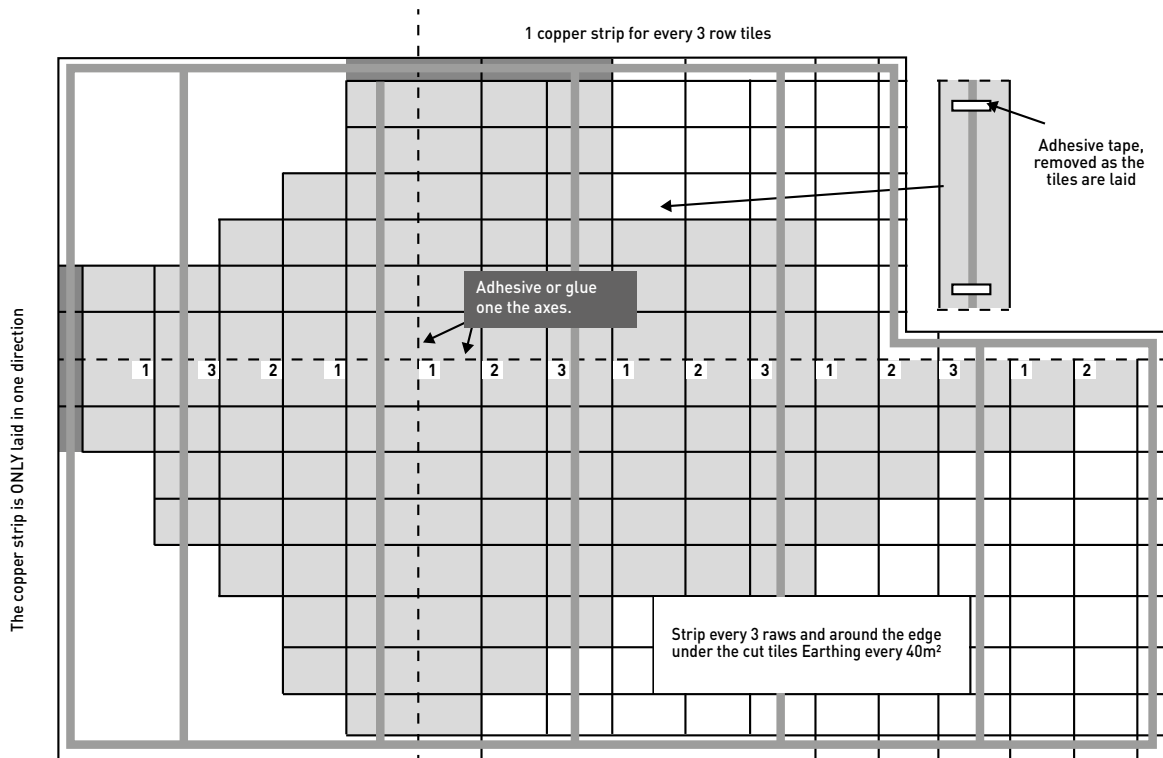 1 copper strip for every 3 row tiles
Adhesive tape,
removed as the
tiles are laid
Adhesive or glue
one the axes.
1 3 2 1 1 2 3 1 2 3 1 2 3 1 2
The copper strip is ONLY laid in one direction
Strip every 3 raws and around the edge
under the cut tiles Earthing every 40m²